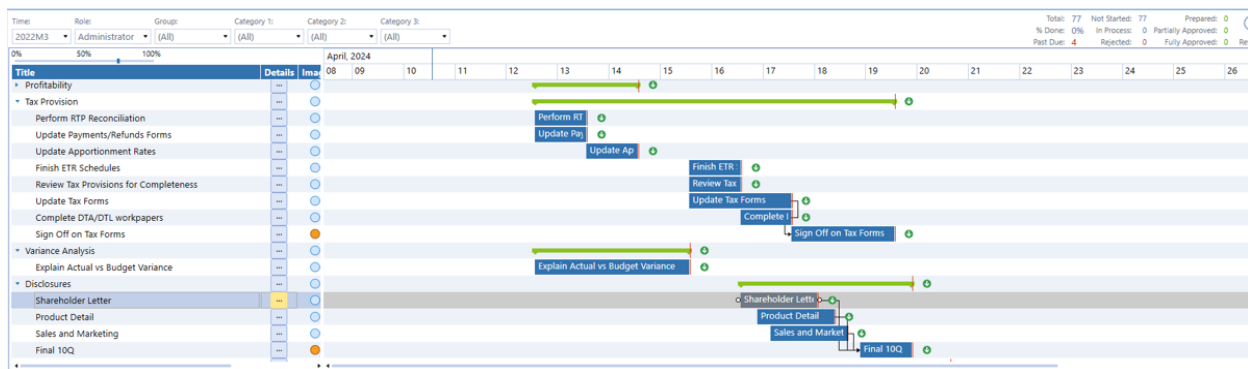 Time: Role: Group: Category 1: Category 2: Category 3:
2022M3 Administrator (All) (All) (All) (All)
Total: 77 Not Started: 77 Prepared: 0
% Done: 0% In Process: 0 Partially Approved: 0
Past Due: 4 Rejected: 0 Fully Approved: 0 Re
0% 50% 100%
April, 2024
Title Details Imag 08 09 10 11 12 13 14 15 16 17 18 19 20 21 22 23 24 25 26
Profitability ...
Tax Provision ...
Perform RTP Reconciliation ... Perform RT
Update Payments/Refunds Forms ... Update Pay
Update Apportionment Rates ... Update Ap
Finish ETR Schedules ... Finish ETR
Review Tax Provisions for Completeness ... Review Tax
Update Tax Forms ... Update Tax Forms
Complete DTA/DTL workpapers ... Complete
Sign Off on Tax Forms ... Sign Off on Tax Forms
Variance Analysis ...
Explain Actual vs Budget Variance ... Explain Actual vs Budget Variance
Disclosures ...
Shareholder Letter ... Shareholder Lett
Product Detail ... Product Detail
Sales and Marketing ... Sales and Market
Final 10Q ... Final 10Q